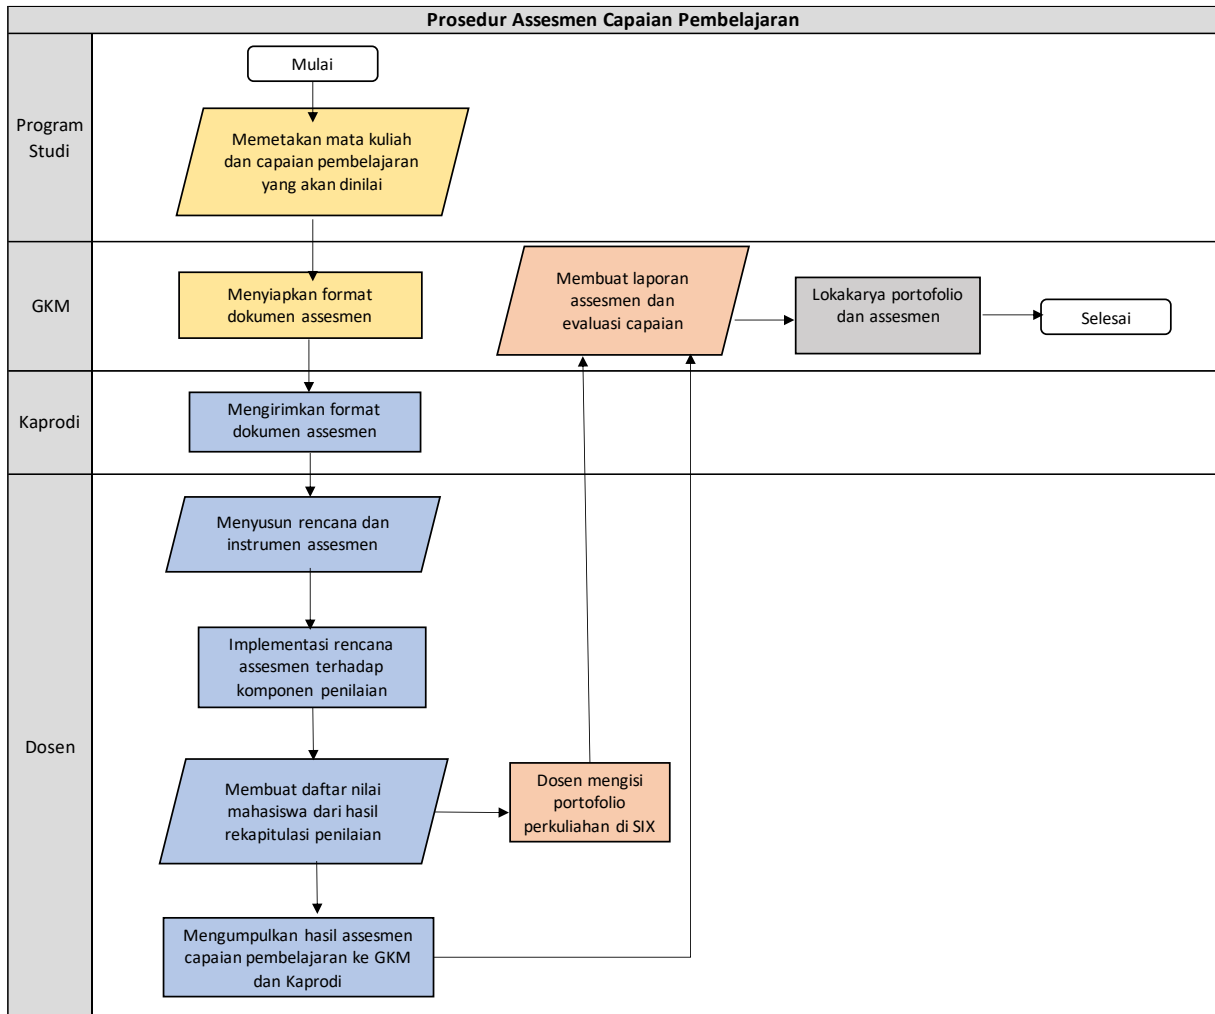 Prosedur Assesmen Capaian Pembelajaran
Program
Studi
Mulai
Memetakan mata kuliah
dan capaian pembelajaran
yang akan dinilai
GKM
Menyiapkan format
dokumen assesmen
Membuat laporan
assesmen dan
evaluasi capaian
Lokakarya portofolio
dan assesmen
Selesai
Kaprodi
Mengirimkan format
dokumen assesmen
Dosen
Menyusun rencana dan
instrumen assesmen
Implementasi rencana
assesmen terhadap
komponen penilaian
Membuat daftar nilai
mahasiswa dari hasil
rekapitulasi penilaian
Dosen mengisi
portofolio
perkuliahan di SIX
Mengumpulkan hasil assesmen
capaian pembelajaran ke GKM
dan Kaprodi